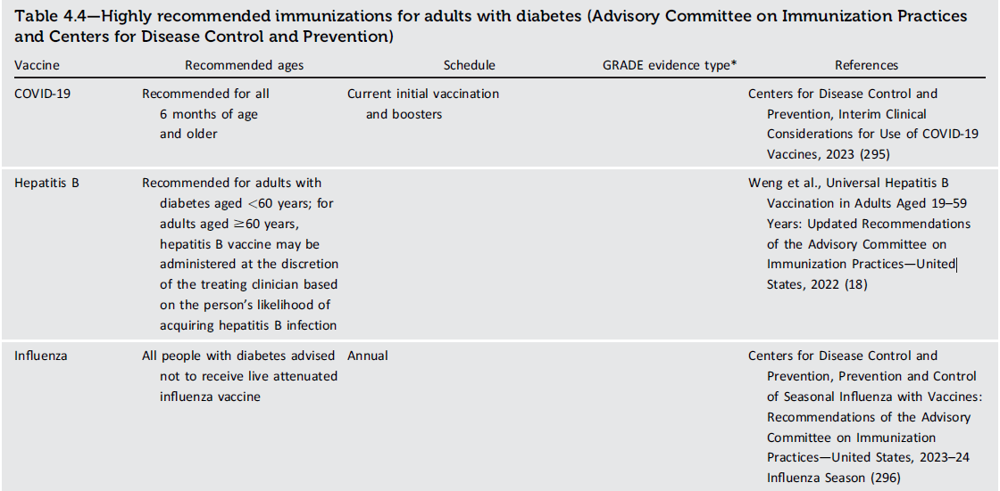 Table 4.4—Highly recommended immunizations for adults with diabetes (Advisory Committee on Immunization Practices
and Centers for Disease Control and Prevention)
Vaccine Recommended ages Schedule GRADE evidence type* References
COVID-19 Recommended for all Current initial vaccination Centers for Disease Control and
6 months of age and boosters Prevention, Interim Clinical
and older Considerations for Use of COVID-19
Vaccines, 2023 (295)
Hepatitis B Recommended for adults with Weng et al., Universal Hepatitis B
diabetes aged <60 years; for Vaccination in Adults Aged 19–59
adults aged ≥60 years, Years: Updated Recommendations
hepatitis B vaccine may be of the Advisory Committee on
administered at the discretion Immunization Practices—United
of the treating clinician based States, 2022 (18)
on the person's likelihood of
acquiring hepatitis B infection
Influenza All people with diabetes advised Annual Centers for Disease Control and
not to receive live attenuated Prevention, Prevention and Control
influenza vaccine of Seasonal Influenza with Vaccines:
Recommendations of the Advisory
Committee on Immunization
Practices—United States, 2023–24
Influenza Season (296)